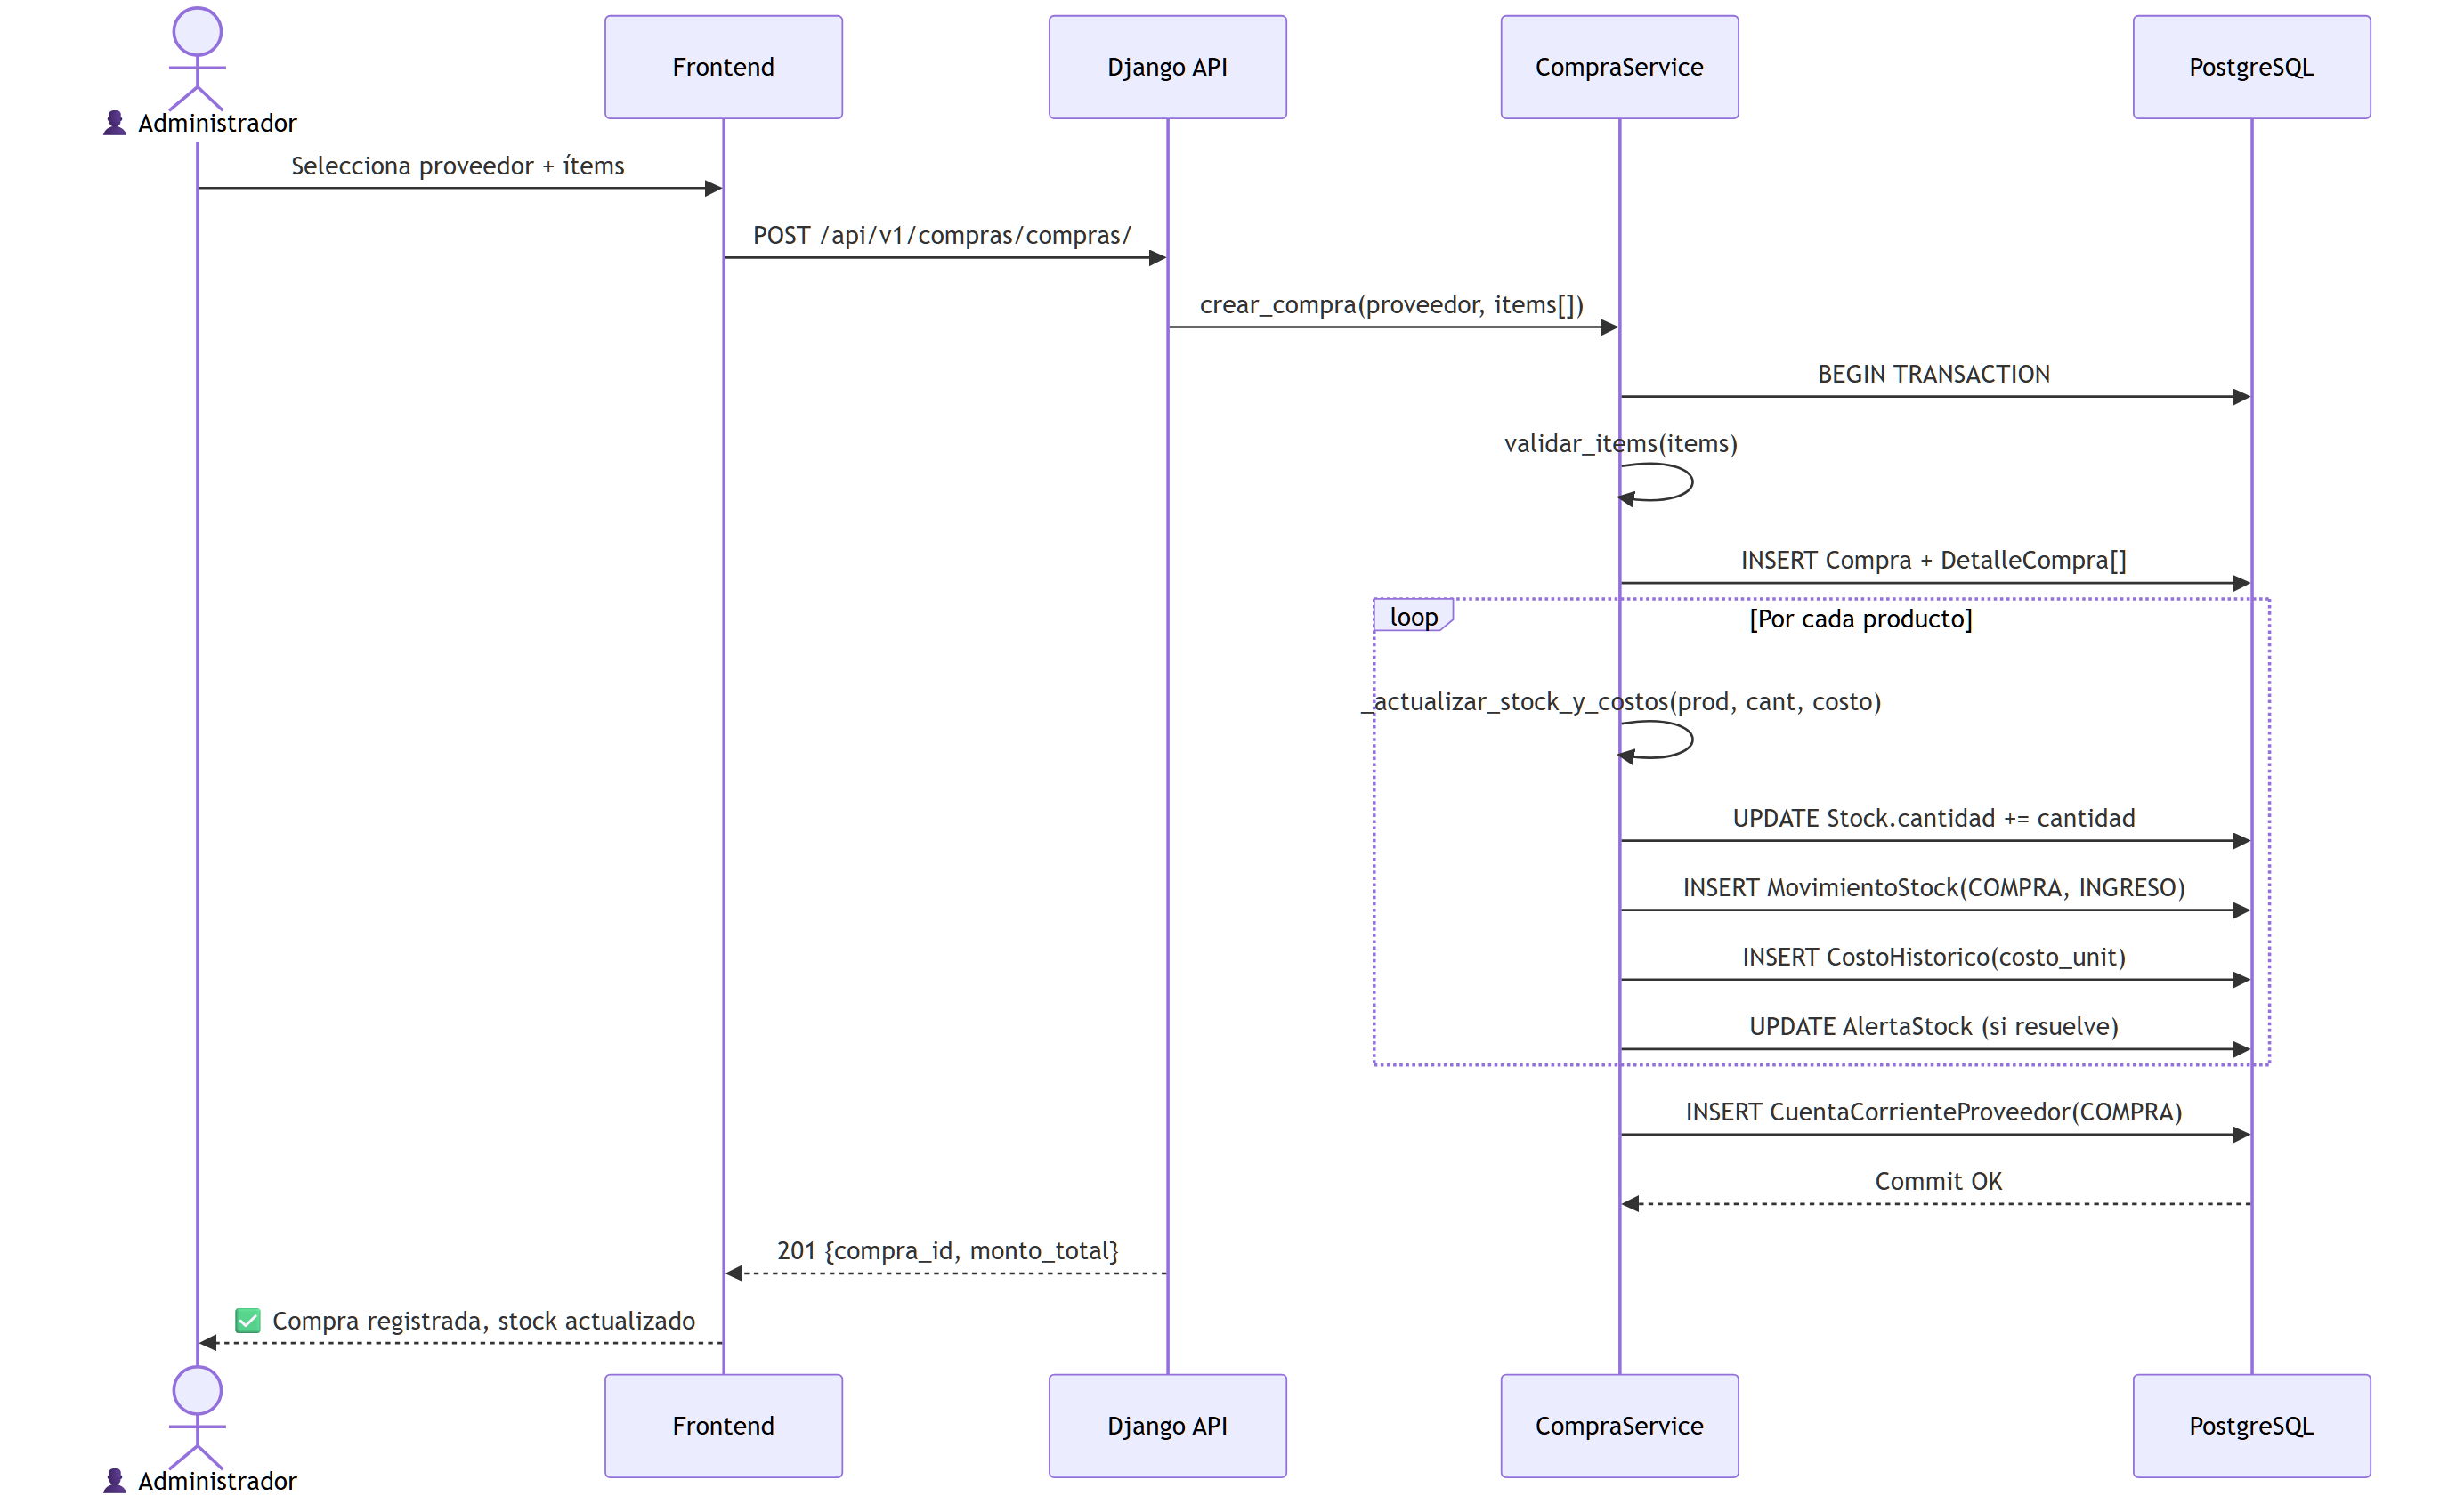 Administrador
Frontend
Django API
CompraService
PostgreSQL
Selecciona proveedor + ítems
POST /api/v1/compras/compras/
crear_compra(proveedor, items[])
BEGIN TRANSACTION
validar_items(items)
INSERT Compra + DetalleCompra[]
loop
[Por cada producto]
_actualizar_stock_y_costos(prod, cant, costo)
UPDATE Stock.cantidad += cantidad
INSERT MovimientoStock(COMPRA, INGRESO)
INSERT CostoHistorico(costo_unit)
UPDATE AlertaStock (si resuelve)
INSERT CuentaCorrienteProveedor(COMPRA)
Commit OK
201 {compra_id, monto_total}
✅ Compra registrada, stock actualizado
Administrador
Frontend
Django API
CompraService
PostgreSQL